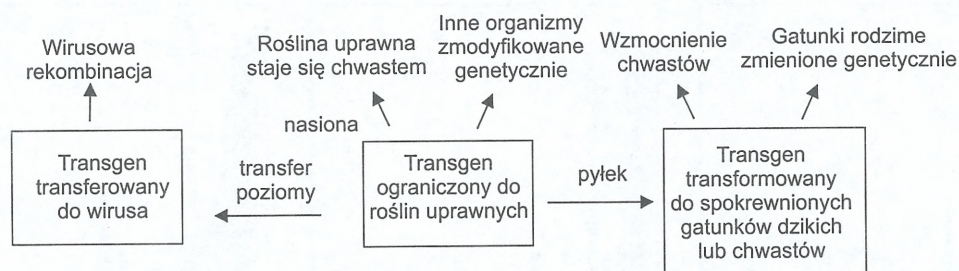 Wirusowa
rekombinacja
Roślina uprawna
staje się chwastem
Inne organizmy
zmodyfikowane
genetycznie
Wzmocnienie
chwastów
Gatunki rodzime
zmienione genetycznie
nasiona
Transgen
transferowany
do wirusa
transfer
poziomy
Transgen
ograniczony do
roślin uprawnych
pyłek
Transgen
transformowany
do spokrewnionych
gatunków dzikich
lub chwastów